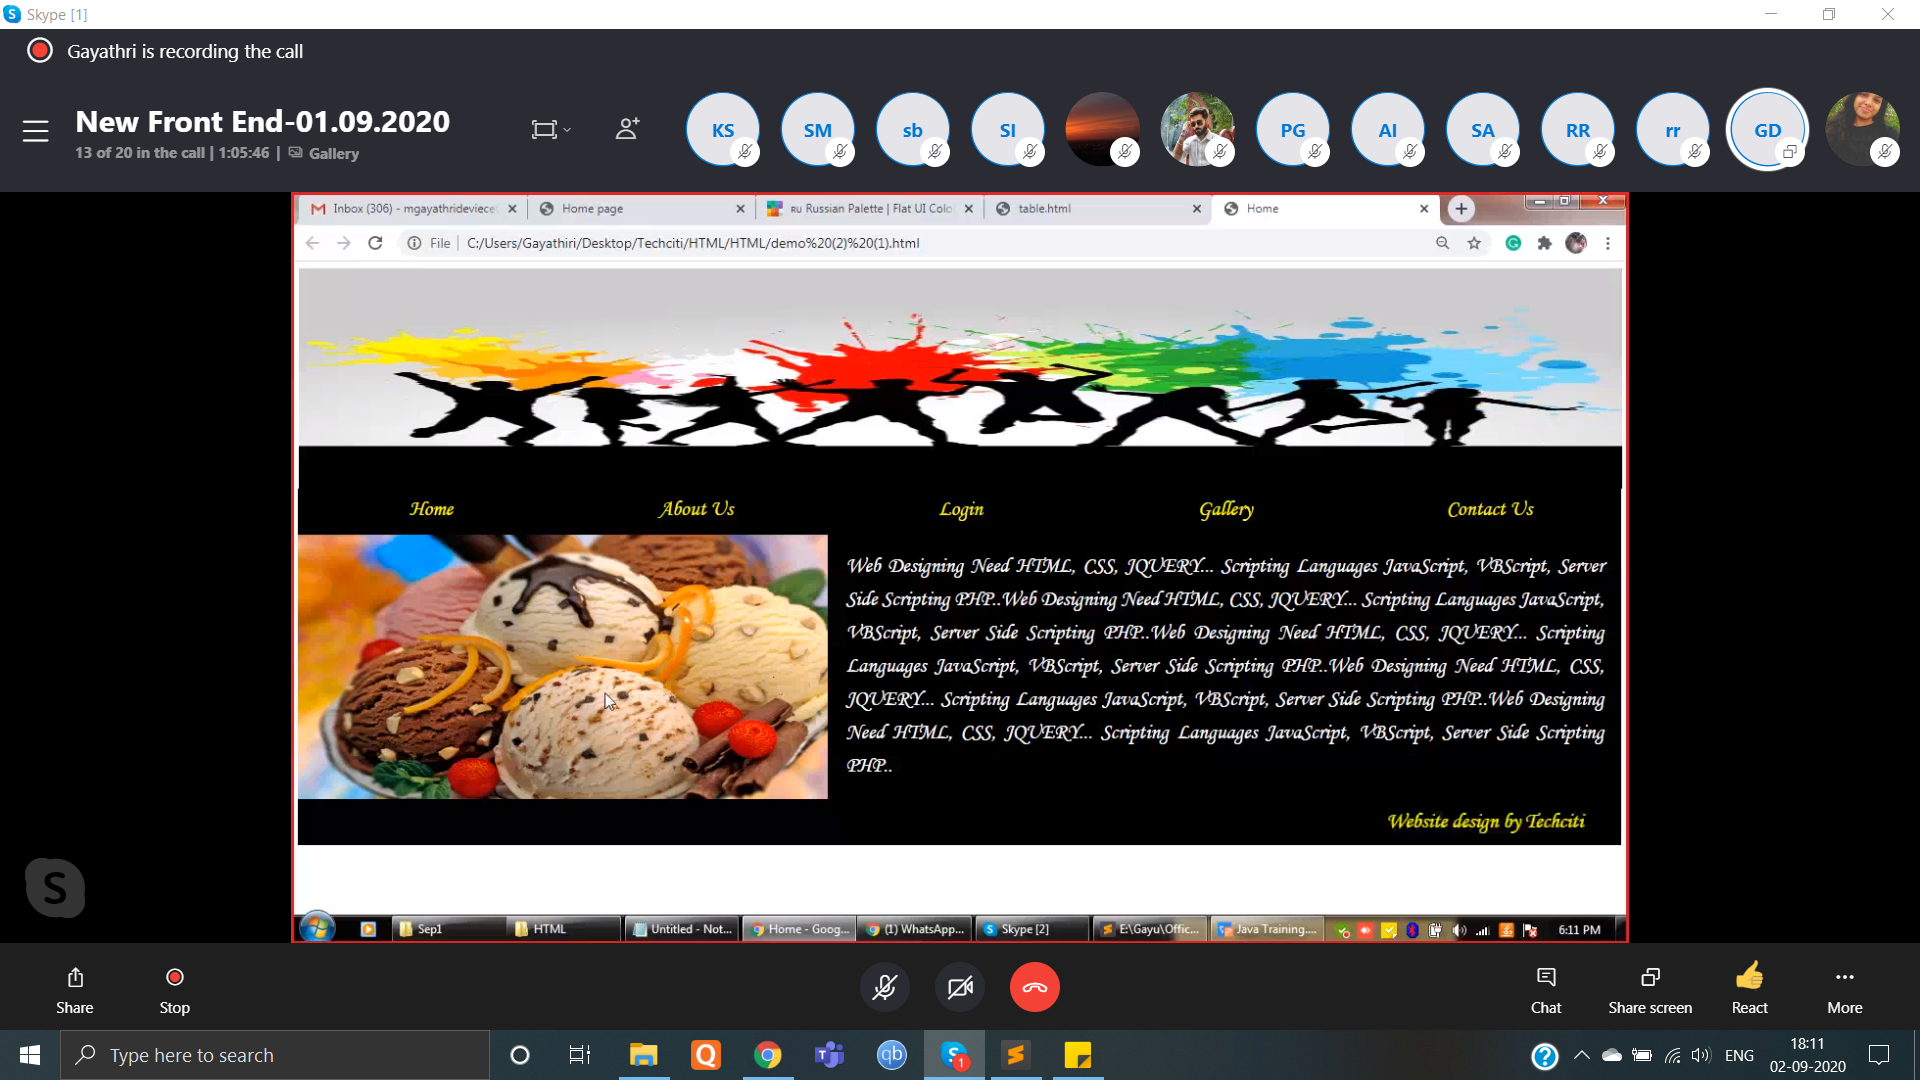 Skype [1]
Gayathri is recording the call
New Front End-01.09.2020
13 of 20 in the call | 1:05:46 | Gallery
KS SM sb SI PG AI SA RR rr GD
Inbox (306) - mgayathrideviece Home page RU Russian Palette | Flat UI Colo table.html Home
File C:/Users/Gayathiri/Desktop/Techciti/HTML/HTML/demo%20(2)%20(1).html
Home About Us Login Gallery Contact Us
Web Designing Need HTML, CSS, JQUERY... Scripting Languages JavaScript, VBScript, Server
Side Scripting PHP..Web Designing Need HTML, CSS, JQUERY... Scripting Languages JavaScript,
VBScript, Server Side Scripting PHP..Web Designing Need HTML, CSS, JQUERY... Scripting
Languages JavaScript, VBScript, Server Side Scripting PHP..Web Designing Need HTML, CSS,
JQUERY... Scripting Languages JavaScript, VBScript, Server Side Scripting PHP..Web Designing
Need HTML, CSS, JQUERY... Scripting Languages JavaScript, VBScript, Server Side Scripting
PHP..
Website design by Techciti
S
Sep1 HTML Untitled - Not... Home - Goog... (1) WhatsApp... Skype [2] E:\Gayu\Offic... Java Training.... 6:11 PM
Share Stop Chat Share screen React More
Type here to search
Q
qb
S 1
ENG
18:11
02-09-2020